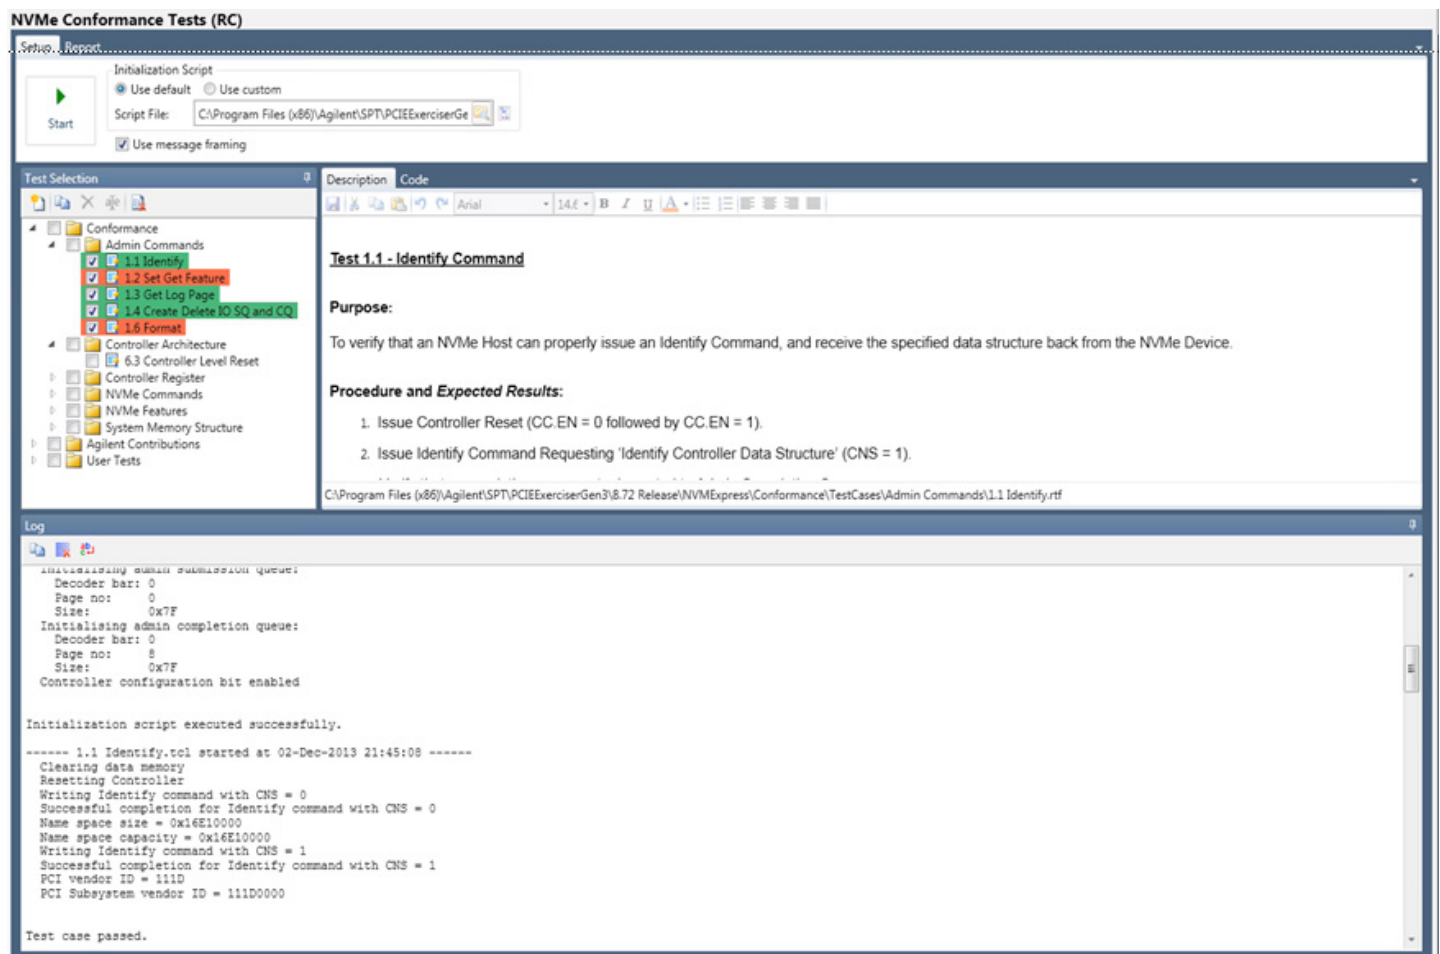 NVMe Conformance Tests (RC)
Setup Report
Initialization Script
Use default Use custom
Start
Script File: C:\Program Files (x86)\Agilent\SPT\PCIEExerciserGe
Use message framing
Test Selection
Description Code
Arial 14.6 B I U A
Conformance
Admin Commands
1.1 Identify
1.2 Set Get Feature
1.3 Get Log Page
1.4 Create Delete IO SQ and CQ
1.6 Format
Controller Architecture
6.3 Controller Level Reset
Controller Register
NVMe Commands
NVMe Features
System Memory Structure
Agilent Contributions
User Tests
Test 1.1 - Identify Command
Purpose:
To verify that an NVMe Host can properly issue an Identify Command, and receive the specified data structure back from the NVMe Device.
Procedure and Expected Results:
1. Issue Controller Reset (CC.EN = 0 followed by CC.EN = 1).
2. Issue Identify Command Requesting 'Identify Controller Data Structure' (CNS = 1).
C:\Program Files (x86)\Agilent\SPT\PCIEExerciserGen3\8.72 Release\NVMExpress\Conformance\TestCases\Admin Commands\1.1 Identify.rtf
Log
Initialising admin submission queue:
Decoder bar: 0
Page no: 0
Size: 0x7F
Initialising admin completion queue:
Decoder bar: 0
Page no: 8
Size: 0x7F
Controller configuration bit enabled
Initialization script executed successfully.
------ 1.1 Identify.tcl started at 02-Dec-2013 21:45:08 ------
Clearing data memory
Resetting Controller
Writing Identify command with CNS = 0
Successful completion for Identify command with CNS = 0
Name space size = 0x16E10000
Name space capacity = 0x16E10000
Writing Identify command with CNS = 1
Successful completion for Identify command with CNS = 1
PCI vendor ID = 111D
PCI Subsystem vendor ID = 111D0000
Test case passed.